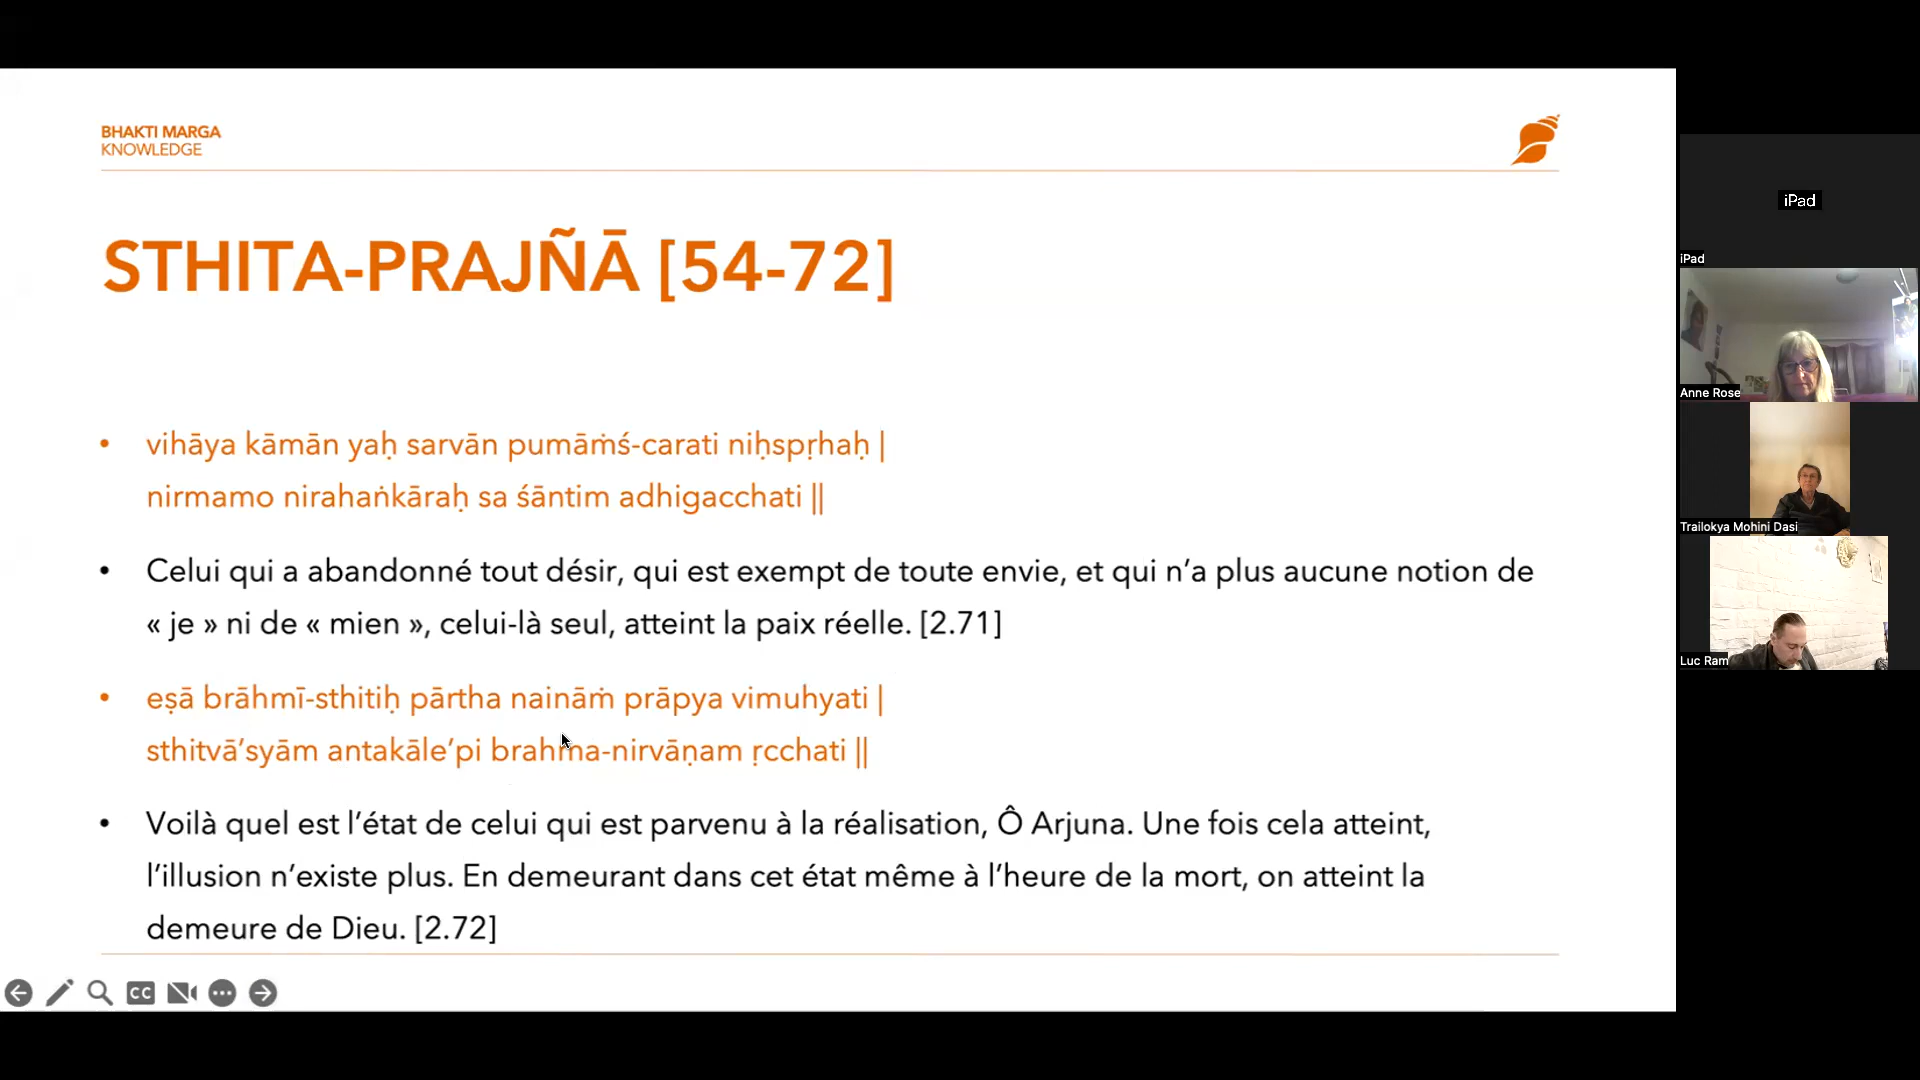 BHAKTI MARGA
KNOWLEDGE
STHITA-PRAJÑĀ [54-72]
• vihāya kāmān yaḥ sarvān pumāṁś-carati niḥspṛhaḥ |
nirmamo nirahaṅkāraḥ sa śāntim adhigacchati ||
• Celui qui a abandonné tout désir, qui est exempt de toute envie, et qui n’a plus aucune notion de
« je » ni de « mien », celui-là seul, atteint la paix réelle. [2.71]
• eṣā brāhmī-sthitiḥ pārtha naināṁ prāpya vimuhyati |
sthitvā’syām antakāle’pi brahma-nirvāṇam ṛcchati ||
• Voilà quel est l’état de celui qui est parvenu à la réalisation, Ô Arjuna. Une fois cela atteint,
l’illusion n’existe plus. En demeurant dans cet état même à l’heure de la mort, on atteint la
demeure de Dieu. [2.72]
CC
iPad
iPad
Anne Rose
Trailokya Mohini Dasi
Luc Ram